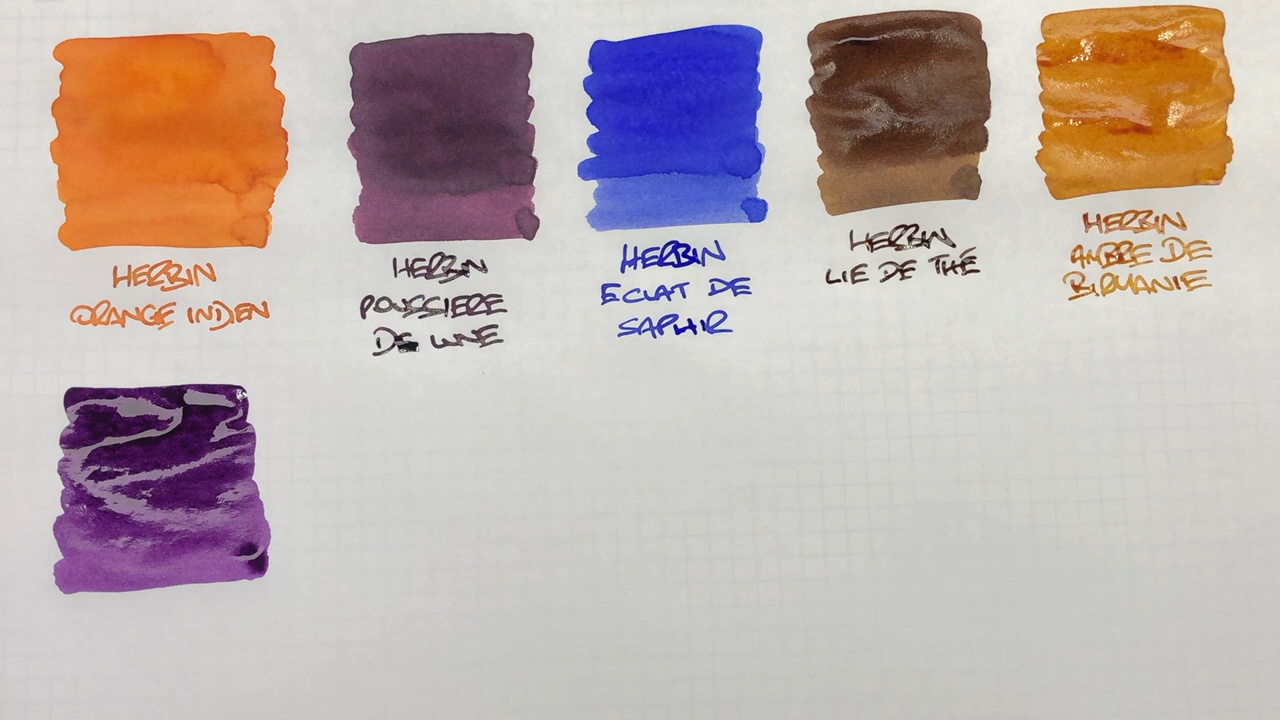 HERBIN
ORANGE INDIEN
HERBIN
POUSSIERE
DE LUNE
HERBIN
ECLAT DE
SAPHIR
HERBIN
LIE DE THÉ
HERBIN
AMBRE DE
BIRMANIE